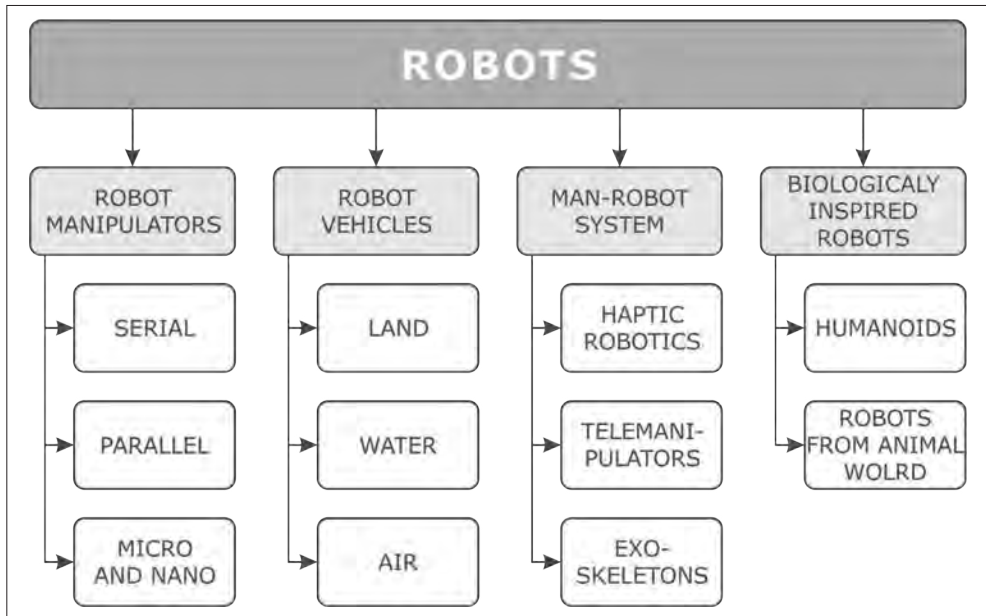 ROBOTS
ROBOT
MANIPULATORS
SERIAL
PARALLEL
MICRO
AND NANO
ROBOT
VEHICLES
LAND
WATER
AIR
MAN-ROBOT
SYSTEM
HAPTIC
ROBOTICS
TELEMANI-
PULATORS
EXO-
SKELETONS
BIOLOGICALY
INSPIRED
ROBOTS
HUMANOIDS
ROBOTS
FROM ANIMAL
WOLRD